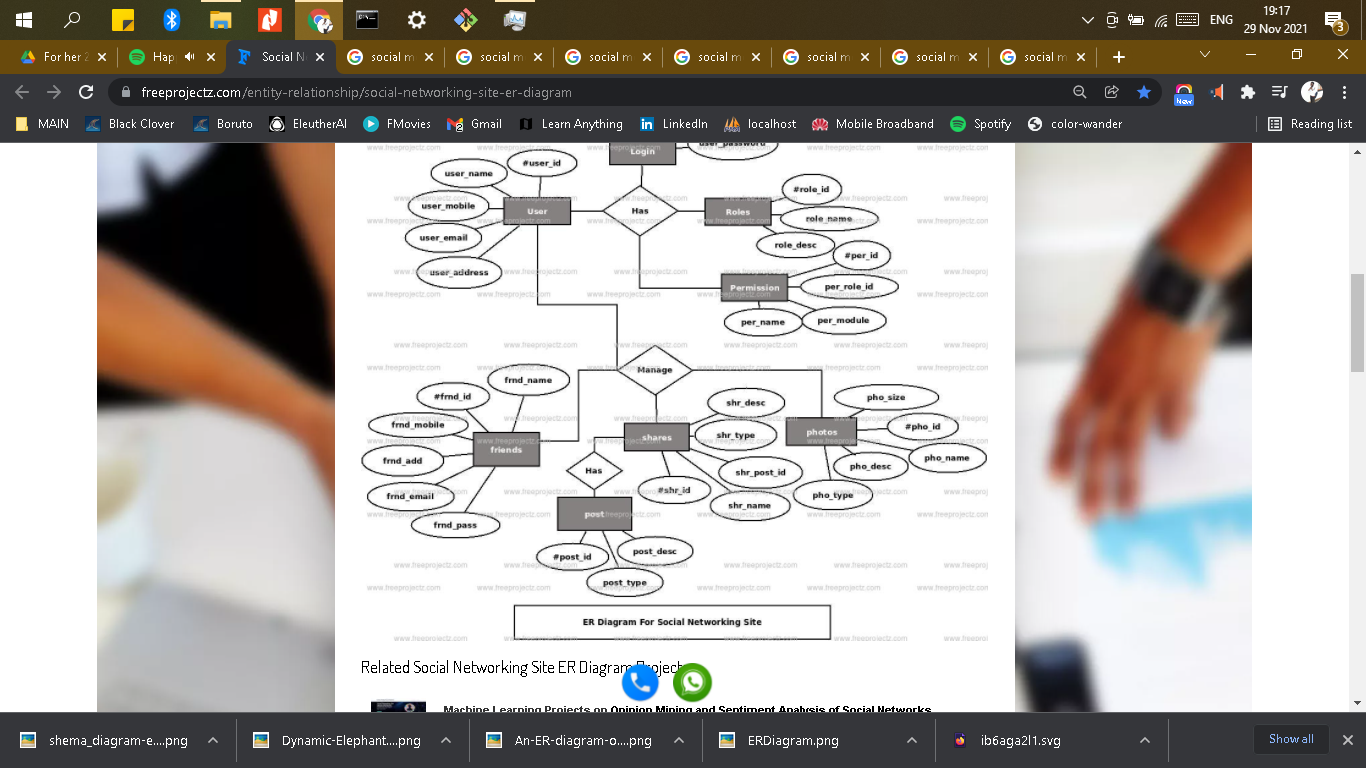 19:17
ENG
29 Nov 2021
3
For her 2
Hap
Social N
social m
social m
social m
social m
social m
social m
social m
freeprojectz.com/entity-relationship/social-networking-site-er-diagram
New
MAIN
Black Clover
Boruto
EleutherAI
FMovies
Gmail
Learn Anything
LinkedIn
localhost
Mobile Broadband
Spotify
color-wander
Reading list
www.freeprojectz.com
Login
user_password
#user_id
user_name
user_mobile
user_email
user_address
User
Has
Roles
#role_id
role_name
role_desc
#per_id
Permission
per_role_id
per_name
per_module
Manage
frnd_name
#frnd_id
frnd_mobile
frnd_add
frnd_email
frnd_pass
friends
shares
shr_desc
shr_type
shr_post_id
#shr_id
shr_name
photos
pho_size
#pho_id
pho_name
pho_desc
pho_type
Has
post
#post_id
post_desc
post_type
ER Diagram For Social Networking Site
Related Social Networking Site ER Diagram Project
Machine Learning Projects on Opinion Mining and Sentiment Analysis of Social Networks
shema_diagram-e....png
Dynamic-Elephant....png
An-ER-diagram-o....png
ERDiagram.png
ib6aga2l1.svg
Show all